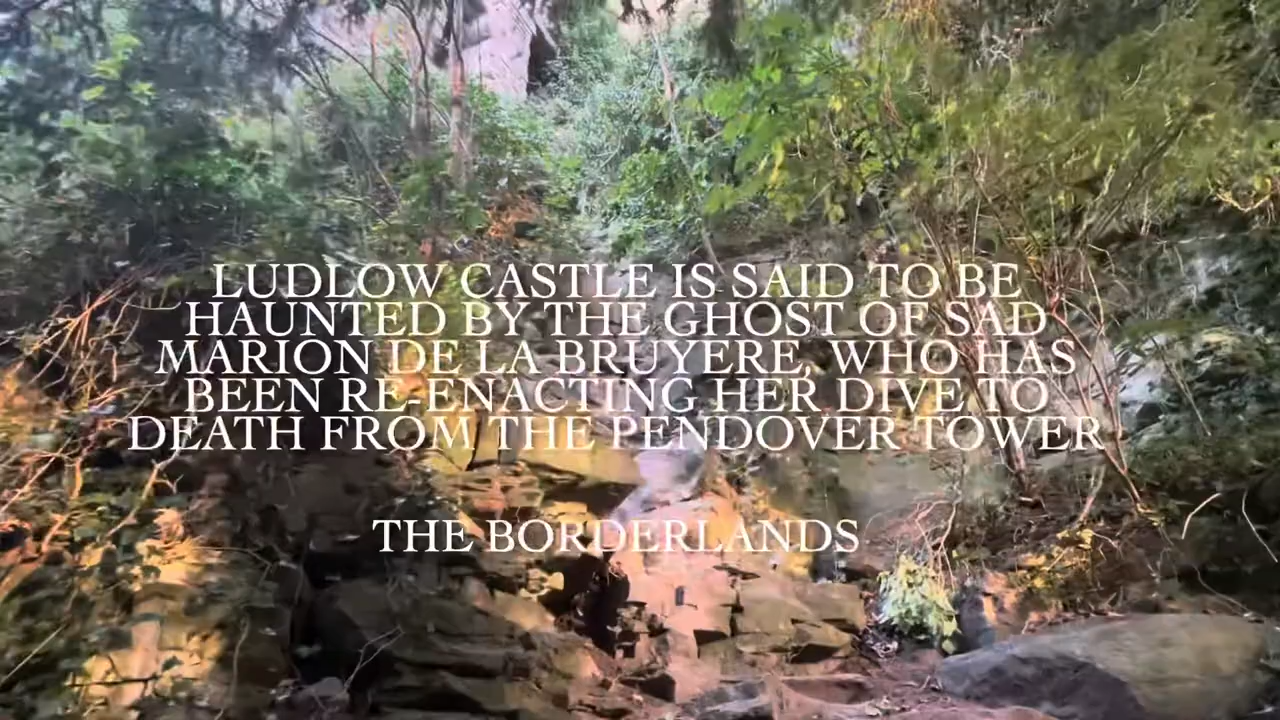 LUDLOW CASTLE IS SAID TO BE
HAUNTED BY THE GHOST OF SAD
MARION DE LA BRUYERE, WHO HAS
BEEN RE-ENACTING HER DIVE TO
DEATH FROM THE PENDOVER TOWER
THE BORDERLANDS